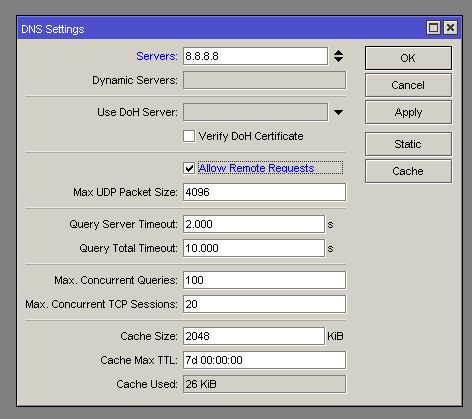 DNS Settings
Servers: 8.8.8.8
OK
Dynamic Servers:
Cancel
Use DoH Server:
Apply
Verify DoH Certificate
Static
Allow Remote Requests
Cache
Max UDP Packet Size: 4096
Query Server Timeout: 2.000 s
Query Total Timeout: 10.000 s
Max. Concurrent Queries: 100
Max. Concurrent TCP Sessions: 20
Cache Size: 2048 KiB
Cache Max TTL: 7d 00:00:00
Cache Used: 26 KiB